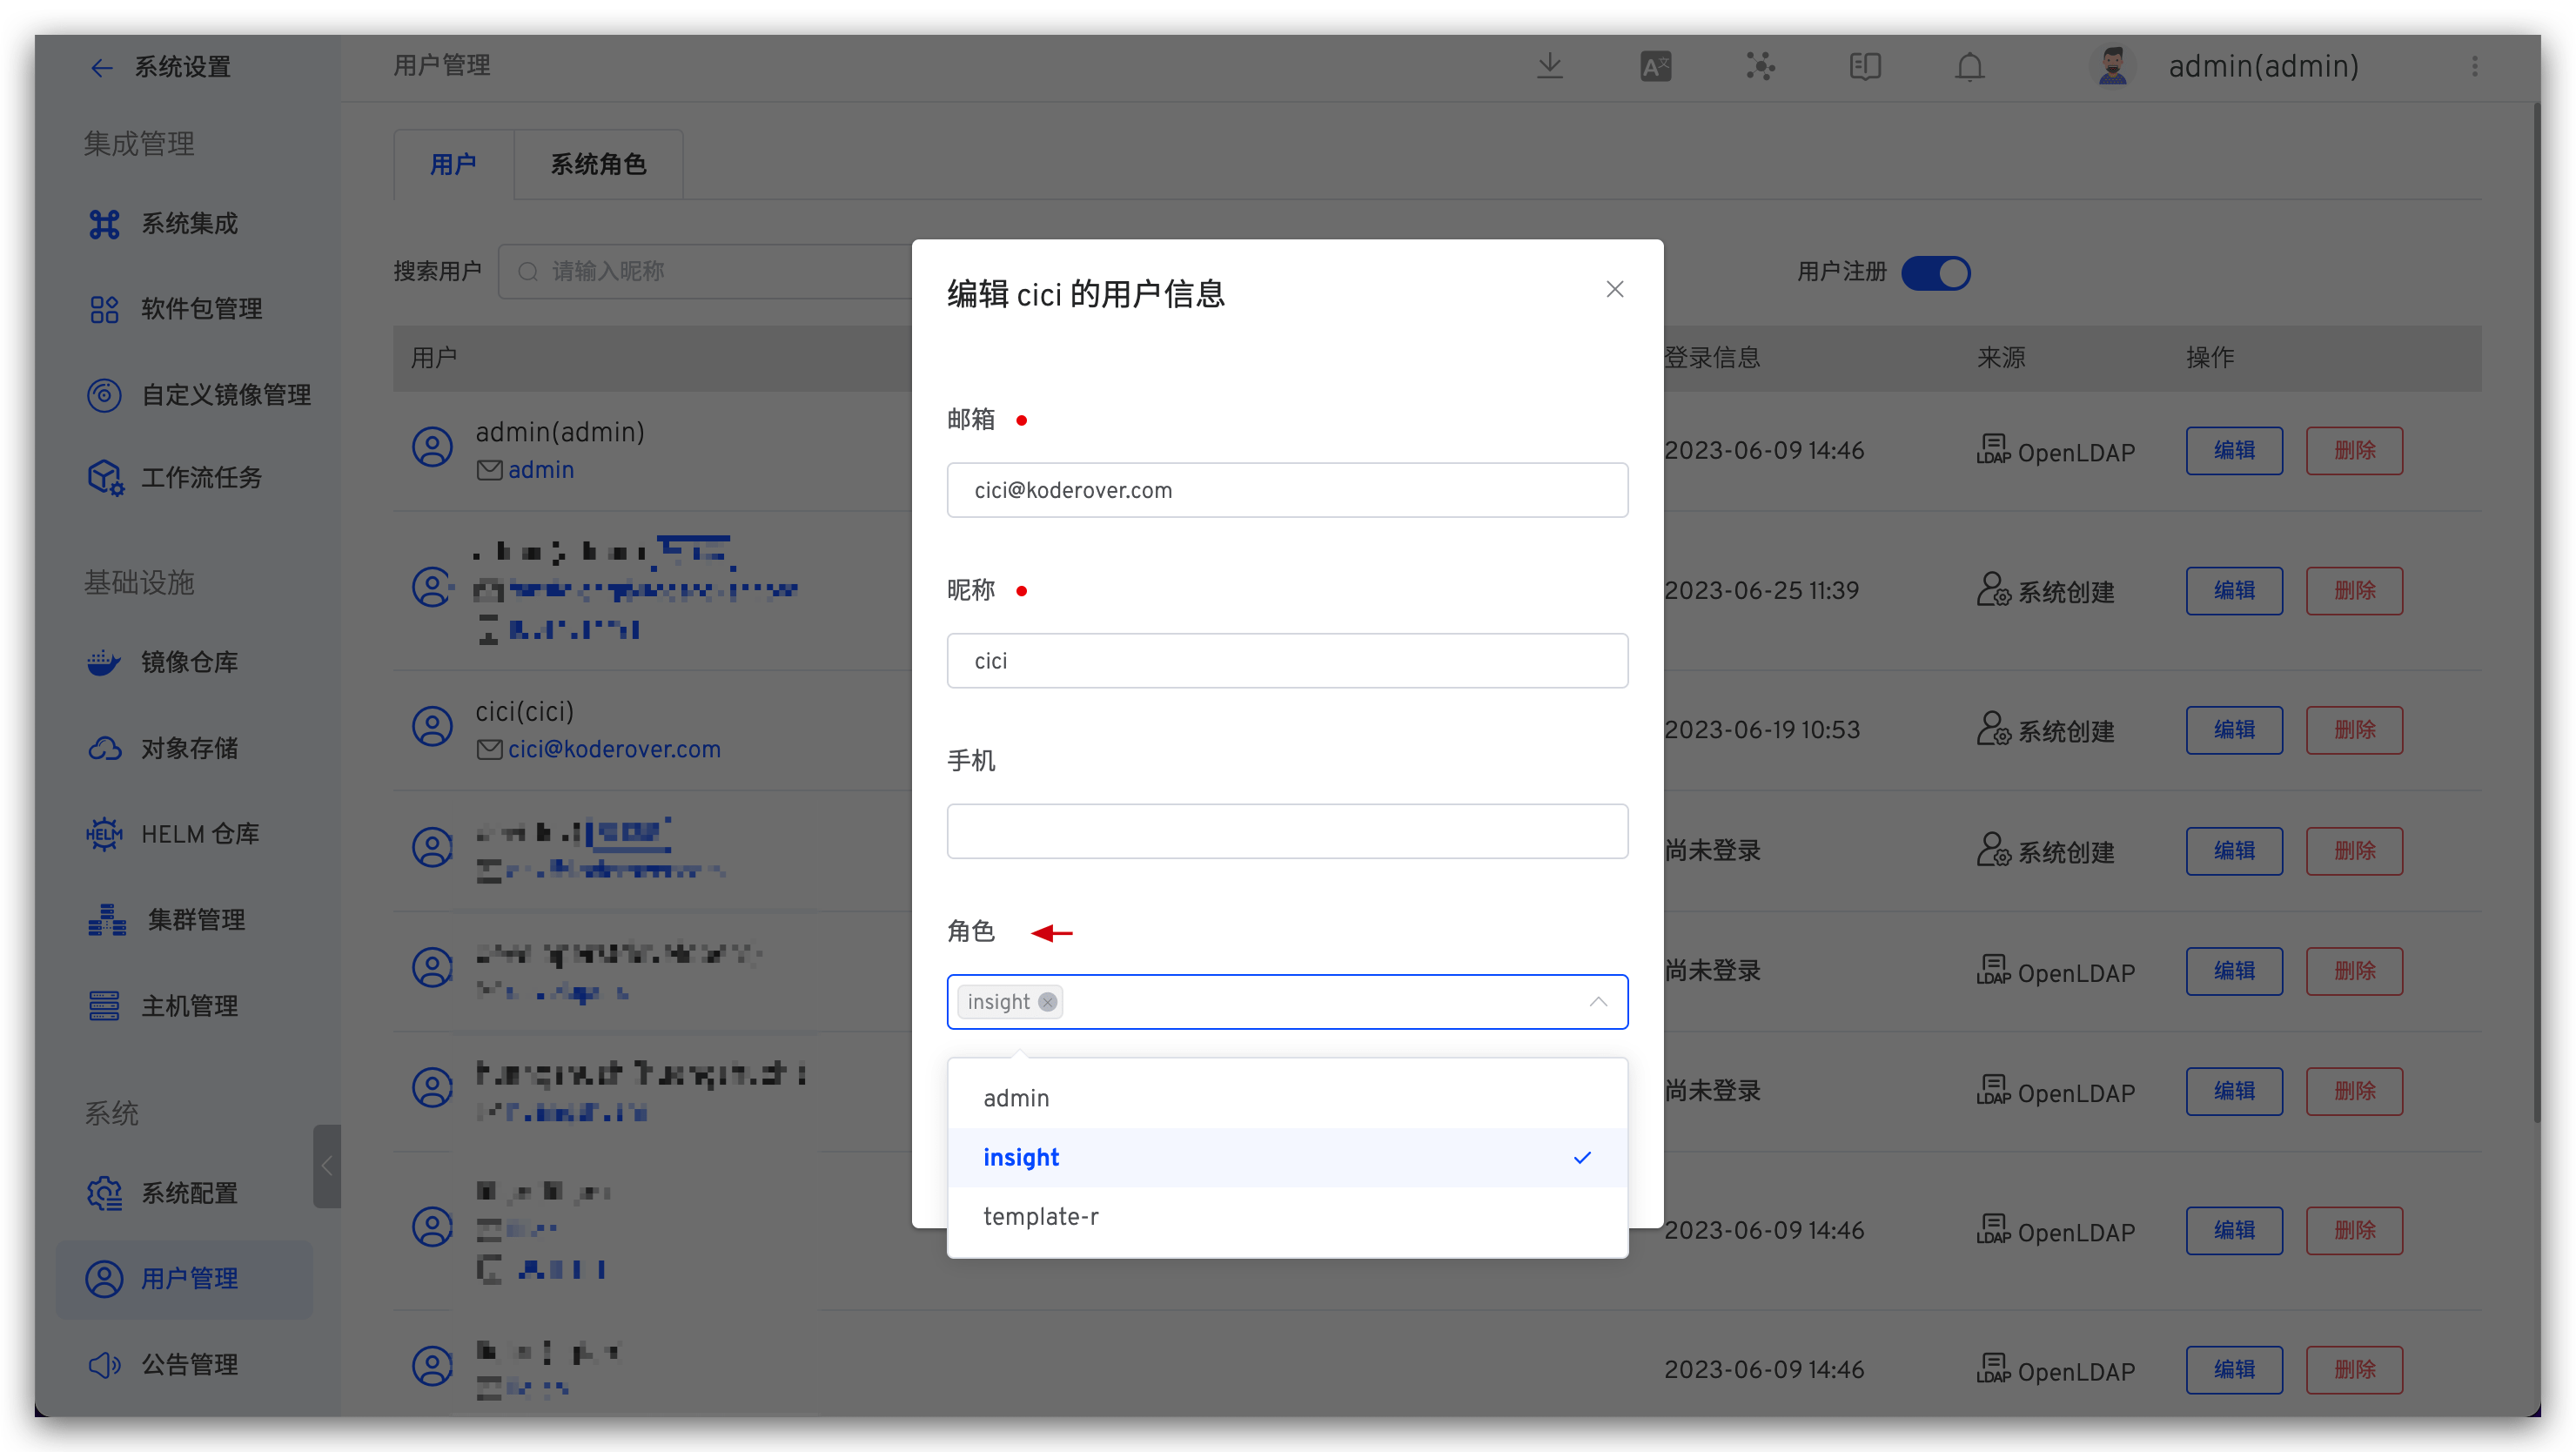 系统设置
集成管理
系统集成
软件包管理
自定义镜像管理
工作流任务
基础设施
镜像仓库
对象存储
HELM 仓库
集群管理
主机管理
系统
系统配置
用户管理
公告管理
用户管理
admin(admin)
用户
系统角色
搜索用户
请输入昵称
用户注册
用户
登录信息
来源
操作
admin(admin)
admin
2023-06-09 14:46
LDAP OpenLDAP
编辑
删除
2023-06-25 11:39
系统创建
编辑
删除
cici(cici)
cici@koderover.com
2023-06-19 10:53
系统创建
编辑
删除
尚未登录
系统创建
编辑
删除
尚未登录
LDAP OpenLDAP
编辑
删除
尚未登录
LDAP OpenLDAP
编辑
删除
2023-06-09 14:46
LDAP OpenLDAP
编辑
删除
2023-06-09 14:46
LDAP OpenLDAP
编辑
删除
编辑 cici 的用户信息
邮箱
cici@koderover.com
昵称
cici
手机
角色
insight
admin
insight
template-r